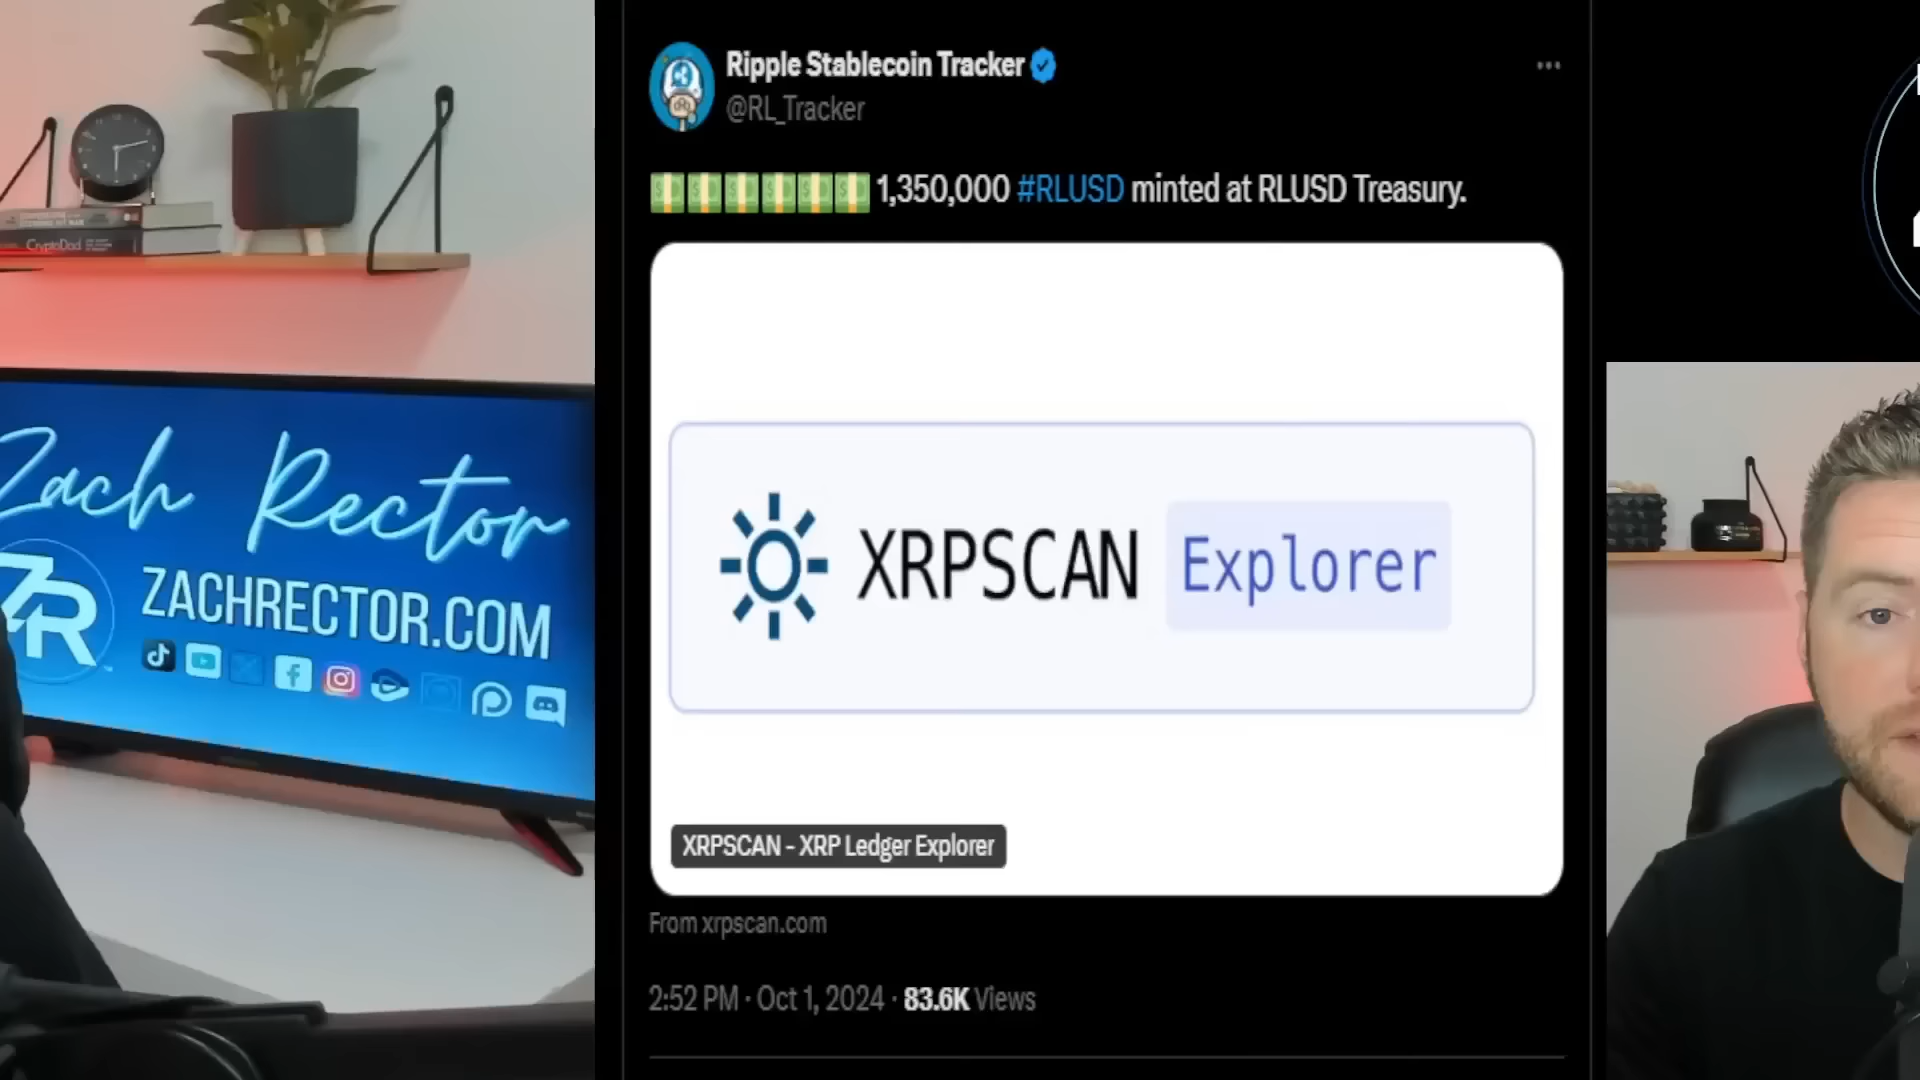 CryptoDad
Zach Rector
ZR
ZACHRECTOR.COM
Ripple Stablecoin Tracker
@RL_Tracker
1,350,000 #RLUSD minted at RLUSD Treasury.
XRPSCAN Explorer
XRPSCAN - XRP Ledger Explorer
From xrpscan.com
2:52 PM · Oct 1, 2024 · 83.6K Views